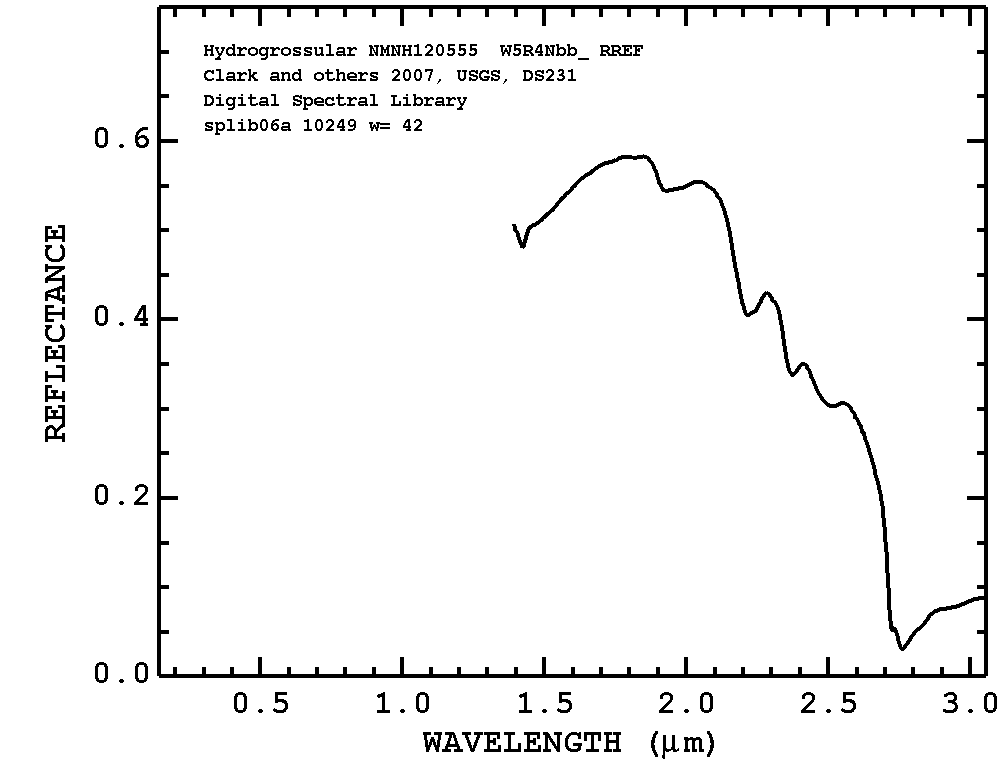 Hydrogrossular NMNH120555  W5R4Nbb_ RREF
Clark and others 2007, USGS, DS231
Digital Spectral Library
splib06a 10249 w= 42
0.6
0.4
0.2
0.0
REFLECTANCE
0.5 1.0 1.5 2.0 2.5 3.0
WAVELENGTH (μm)